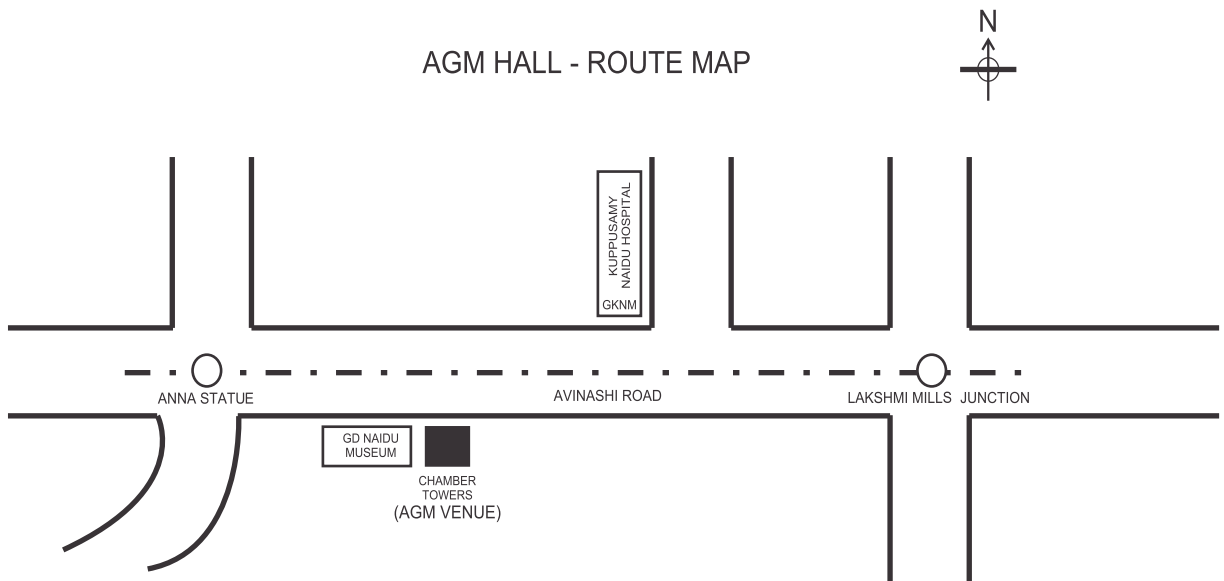 N
AGM HALL - ROUTE MAP
KUPPUSAMY
NAIDU HOSPITAL
GKNM
ANNA STATUE
AVINASHI ROAD
LAKSHMI MILLS JUNCTION
GD NAIDU
MUSEUM
CHAMBER
TOWERS
(AGM VENUE)